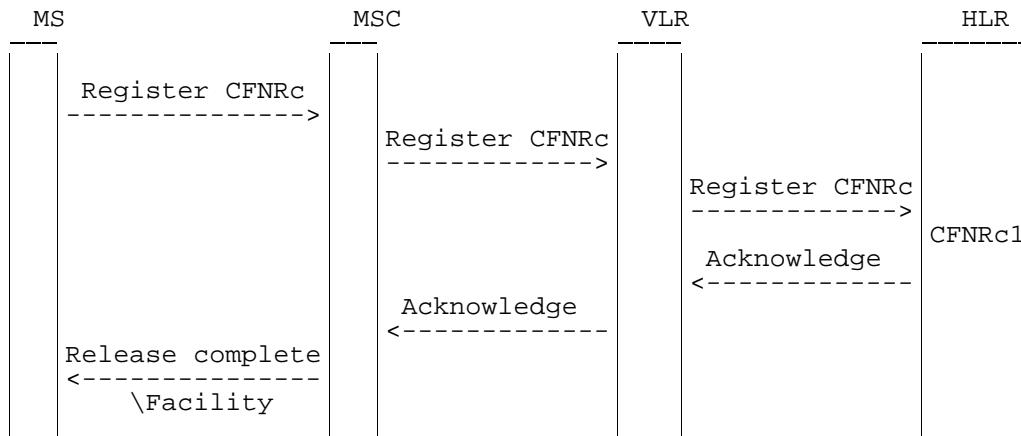 MS MSC VLR HLR
Register CFNRc
--------------->
Register CFNRc
------------->
Register CFNRc
------------->
CFNRc1
Acknowledge
<-------------
Acknowledge
<-------------
Release complete
<---------------
\Facility